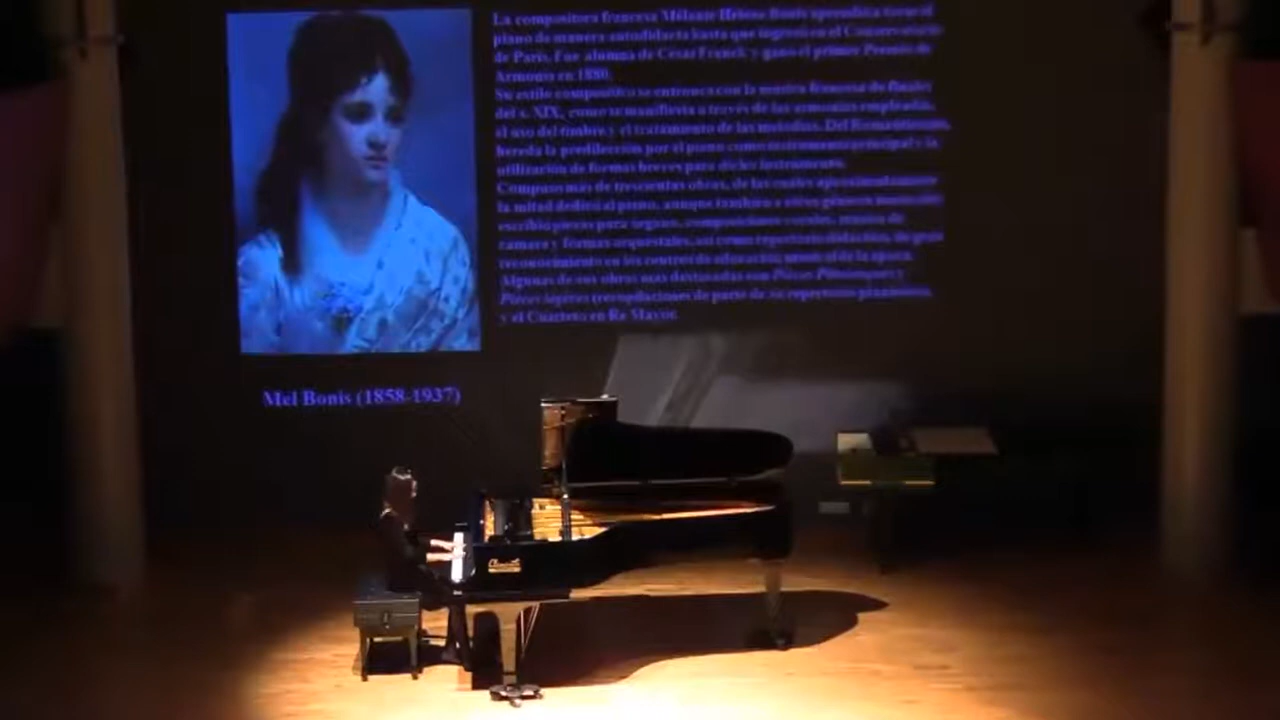 La compositora francesa Mélanie Hélène Bonis aprendió a tocar el
piano de manera autodidacta hasta que ingresó en el Conservatorio
de París. Fue alumna de César Franck y ganó el primer Premio de
Armonía en 1880.
Su estilo compositivo se entronca con la música francesa de finales
del s. XIX, como se manifiesta a través de las armonías empleadas,
el uso del timbre y el tratamiento de las melodías. Del Romanticismo,
hereda la predilección por el piano como instrumento principal y la
utilización de formas breves para dicho instrumento.
Compuso más de trescientas obras, de las cuales aproximadamente
la mitad dedicó al piano, aunque también a otros géneros musicales
escribió piezas para órgano, composiciones vocales, música de
cámara y formas orquestales, así como repertorio didáctico, de gran
reconocimiento en los centros de educación musical de la época.
Algunas de sus obras más destacadas son Pièces Pittoresques y
Pièces légères (recopilaciones de parte de su repertorio pianístico),
y el Cuarteto en Re Mayor.
Mel Bonis (1858-1937)